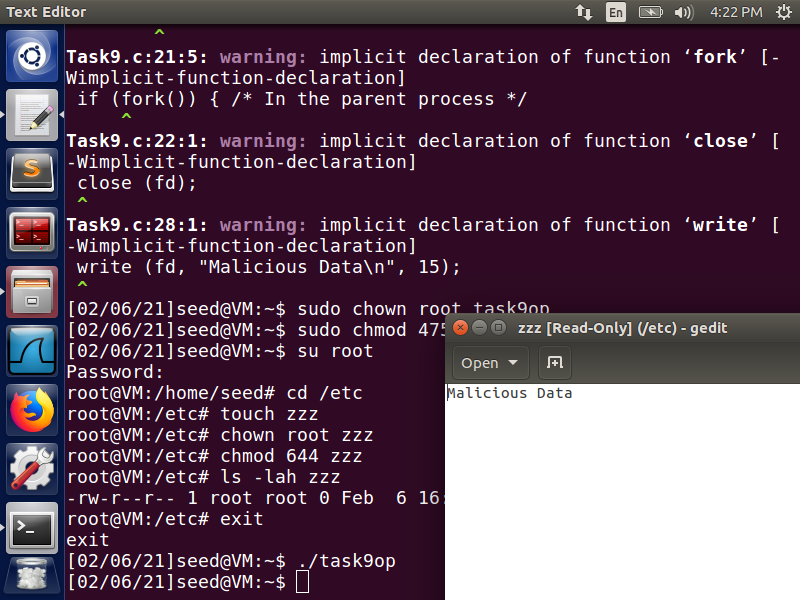 Text Editor
En
4:22 PM
Task9.c:21:5: warning: implicit declaration of function ‘fork’ [-
Wimplicit-function-declaration]
if (fork()) { /* In the parent process */
^
Task9.c:22:1: warning: implicit declaration of function ‘close’ [
-Wimplicit-function-declaration]
close (fd);
^
Task9.c:28:1: warning: implicit declaration of function ‘write’ [
-Wimplicit-function-declaration]
write (fd, "Malicious Data\n", 15);
^
[02/06/21]seed@VM:~$ sudo chown root task9op
[02/06/21]seed@VM:~$ sudo chmod 475
[02/06/21]seed@VM:~$ su root
Password:
root@VM:/home/seed# cd /etc
root@VM:/etc# touch zzz
root@VM:/etc# chown root zzz
root@VM:/etc# chmod 644 zzz
root@VM:/etc# ls -lah zzz
-rw-r--r-- 1 root root 0 Feb  6 16:
root@VM:/etc# exit
exit
[02/06/21]seed@VM:~$ ./task9op
[02/06/21]seed@VM:~$
zzz [Read-Only] (/etc) - gedit
Open
Malicious Data